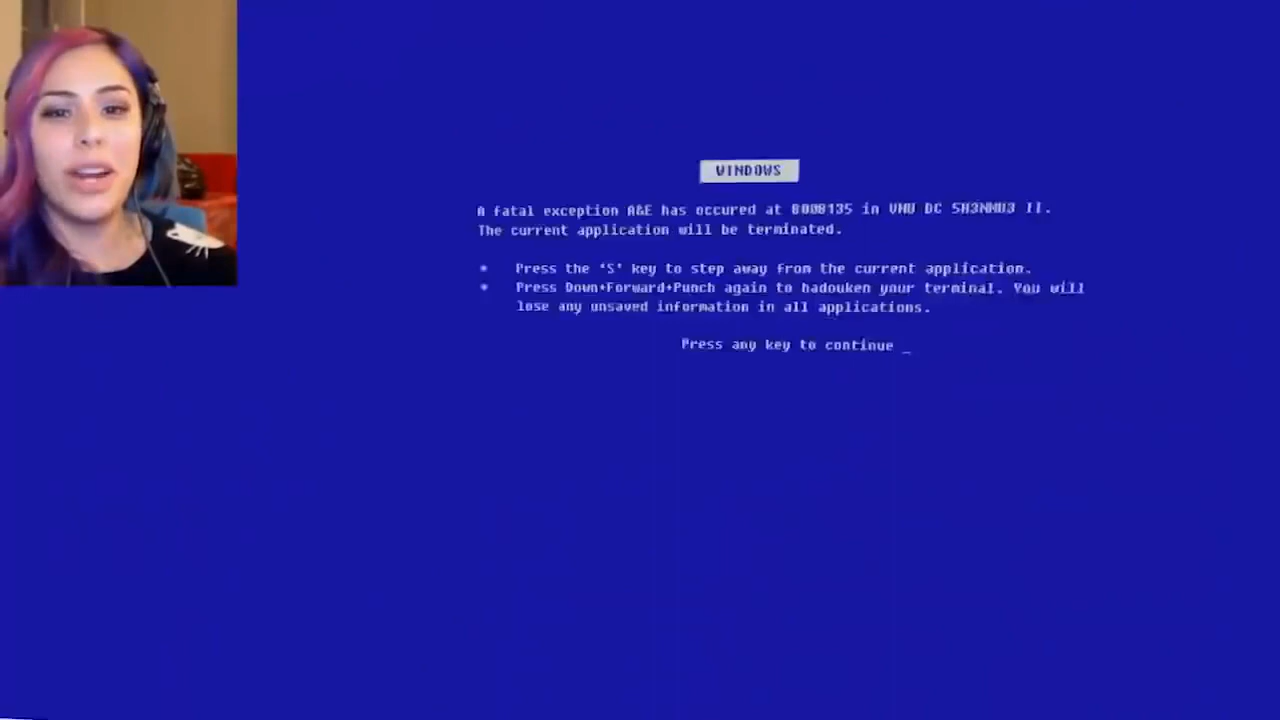 WINDOWS
A fatal exception A&E has occured at 8008135 in VMU DC SH3NMU3 II.
The current application will be terminated.
* Press the 'S' key to step away from the current application.
* Press Down+Forward+Punch again to hadouken your terminal. You will
lose any unsaved information in all applications.
Press any key to continue _